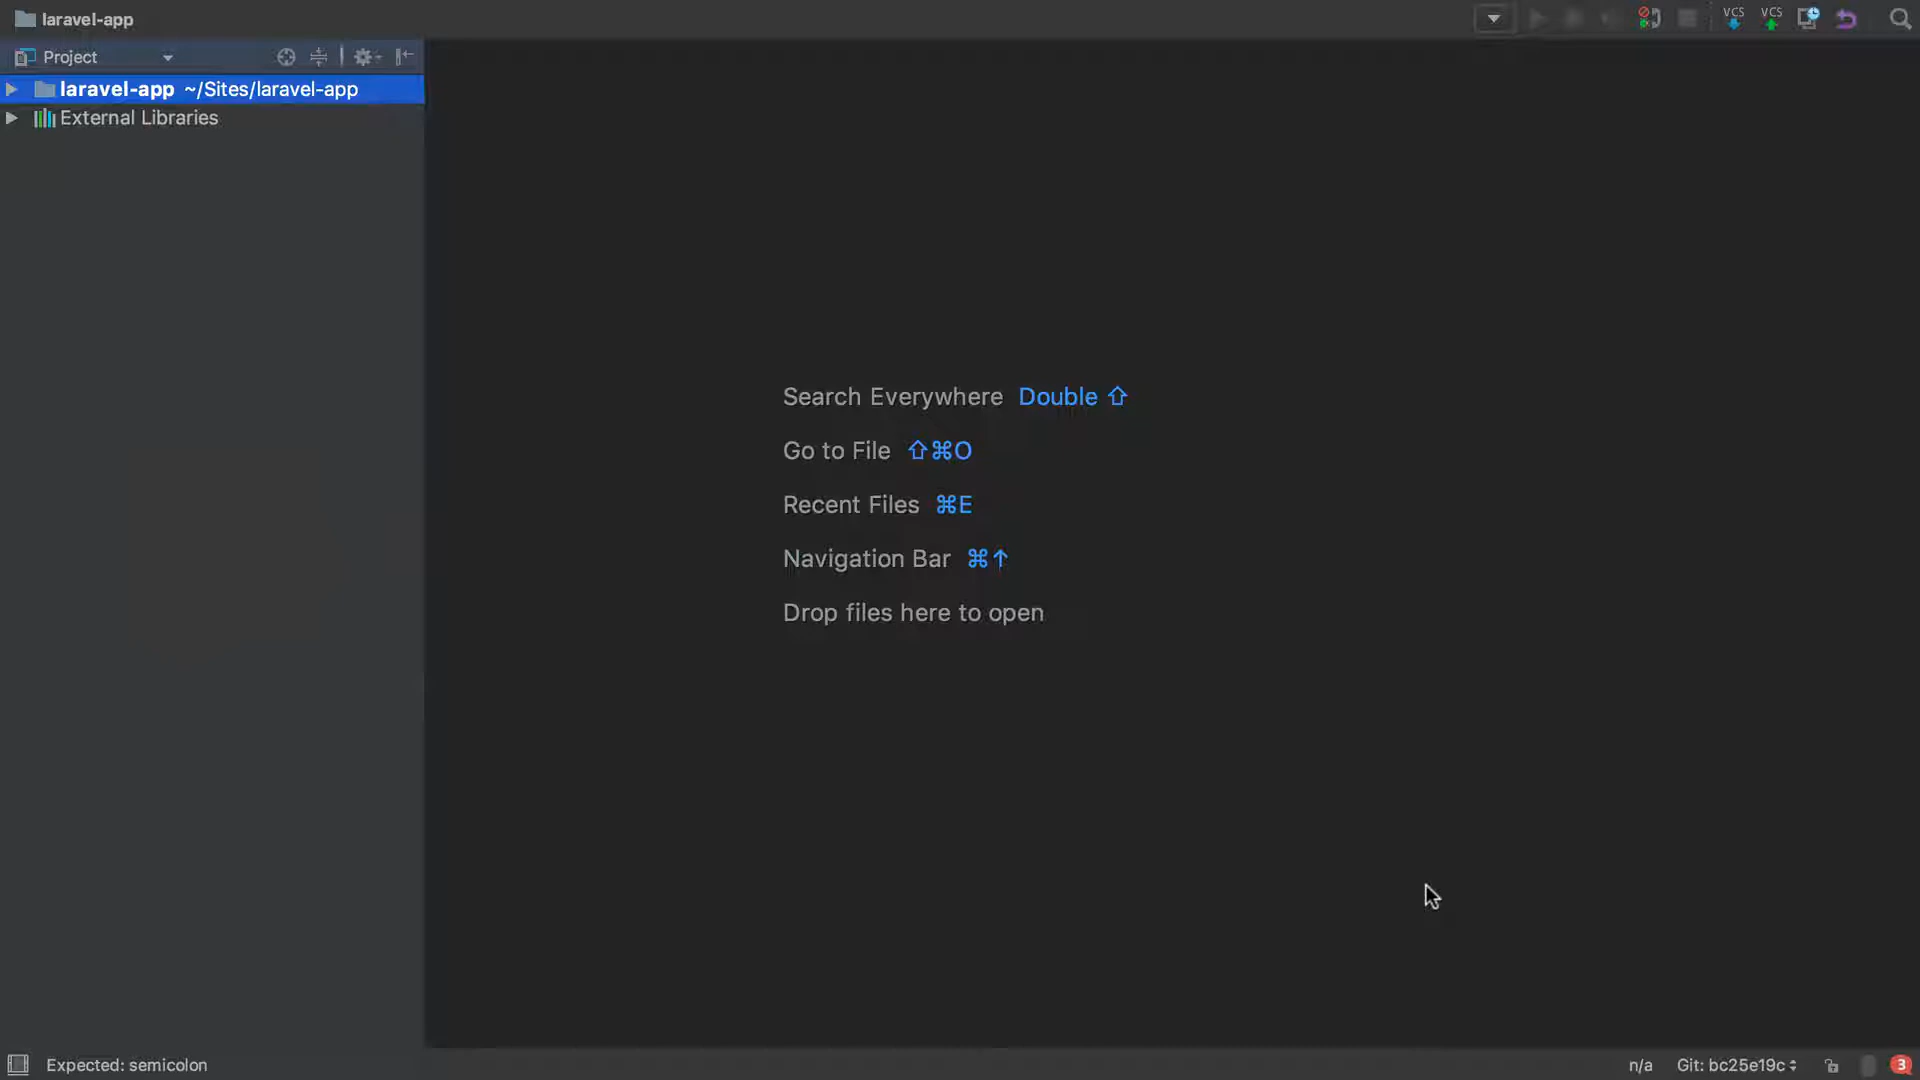 laravel-app
VCS VCS
Project
laravel-app ~/Sites/laravel-app
External Libraries
Search Everywhere Double ⇧
Go to File ⇧⌘O
Recent Files ⌘E
Navigation Bar ⌘↑
Drop files here to open
Expected: semicolon
n/a Git: bc25e19c
3